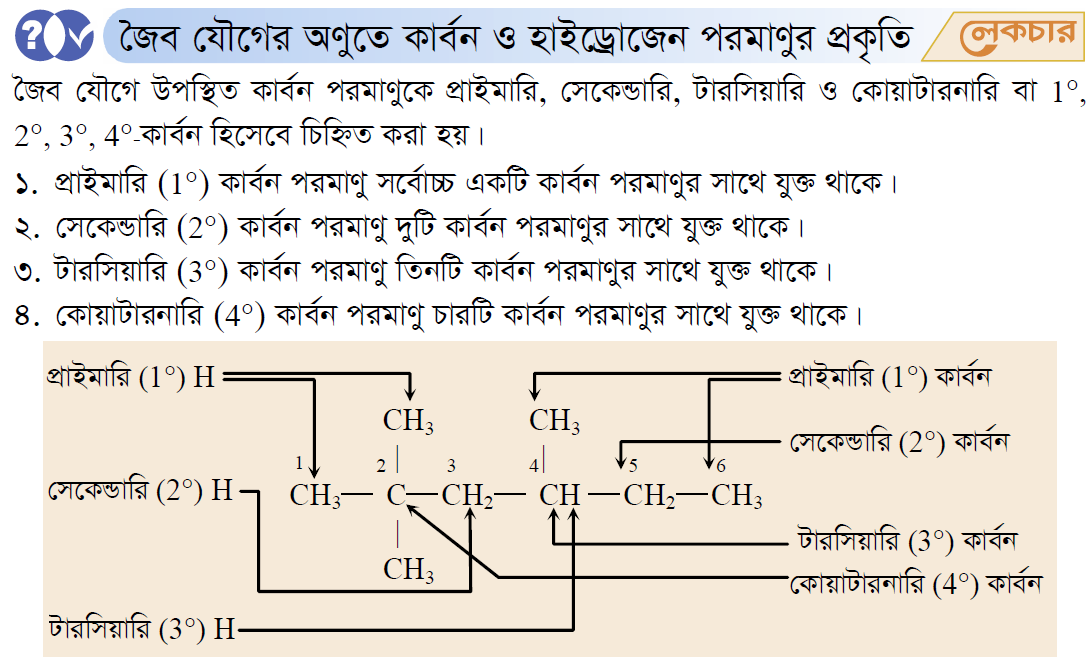 জৈব যৌগের অণুতে কার্বন ও হাইড্রোজেন পরমাণুর প্রকৃতি
লেকচার
জৈব যৌগে উপস্থিত কার্বন পরমাণুকে প্রাইমারি, সেকেন্ডারি, টারসিয়ারি ও কোয়াটারনারি বা 1°,
2°, 3°, 4°-কার্বন হিসেবে চিহ্নিত করা হয়।
১. প্রাইমারি (1°) কার্বন পরমাণু সর্বোচ্চ একটি কার্বন পরমাণুর সাথে যুক্ত থাকে।
২. সেকেন্ডারি (2°) কার্বন পরমাণু দুটি কার্বন পরমাণুর সাথে যুক্ত থাকে।
৩. টারসিয়ারি (3°) কার্বন পরমাণু তিনটি কার্বন পরমাণুর সাথে যুক্ত থাকে।
৪. কোয়াটারনারি (4°) কার্বন পরমাণু চারটি কার্বন পরমাণুর সাথে যুক্ত থাকে।
প্রাইমারি (1°) H
প্রাইমারি (1°) কার্বন
CH₃ CH₃
সেকেন্ডারি (2°) কার্বন
1 2 3 4 5 6
সেকেন্ডারি (2°) H
CH₃— C —CH₂— CH —CH₂—CH₃
টারসিয়ারি (3°) কার্বন
CH₃
কোয়াটারনারি (4°) কার্বন
টারসিয়ারি (3°) H